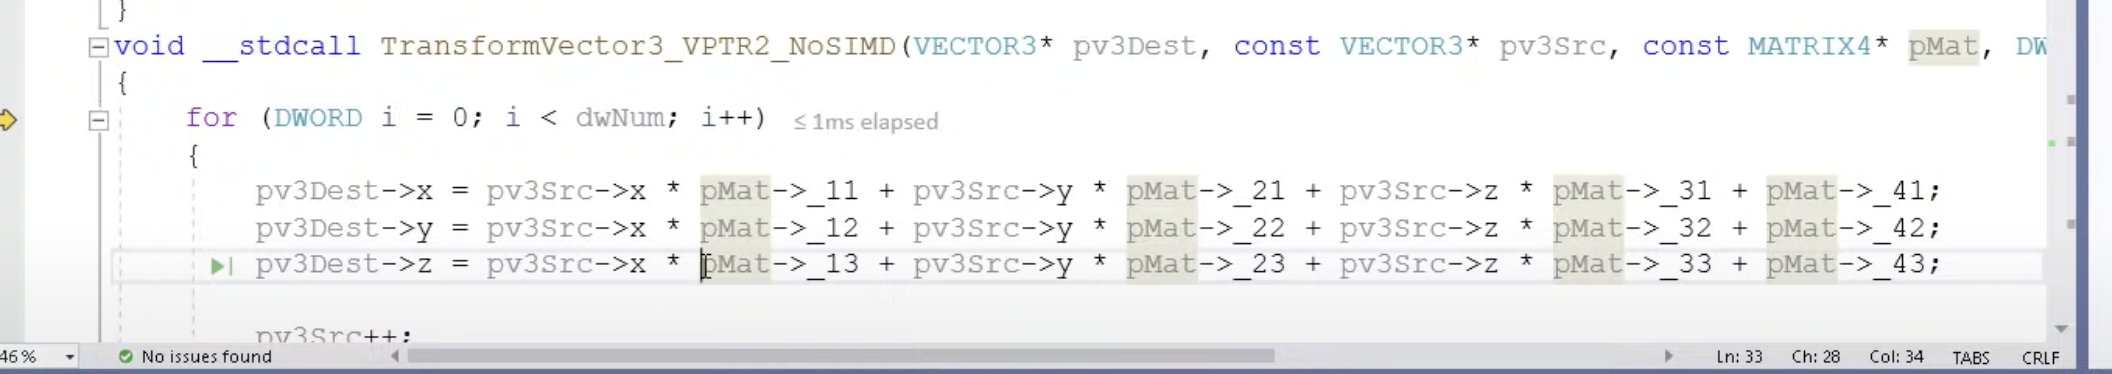 }
void __stdcall TransformVector3_VPTR2_NoSIMD(VECTOR3* pv3Dest, const VECTOR3* pv3Src, const MATRIX4* pMat, DW
{
for (DWORD i = 0; i < dwNum; i++) ≤ 1ms elapsed
{
pv3Dest->x = pv3Src->x * pMat->_11 + pv3Src->y * pMat->_21 + pv3Src->z * pMat->_31 + pMat->_41;
pv3Dest->y = pv3Src->x * pMat->_12 + pv3Src->y * pMat->_22 + pv3Src->z * pMat->_32 + pMat->_42;
pv3Dest->z = pv3Src->x * pMat->_13 + pv3Src->y * pMat->_23 + pv3Src->z * pMat->_33 + pMat->_43;
pv3Src++;
46 % No issues found Ln: 33 Ch: 28 Col: 34 TABS CRLF